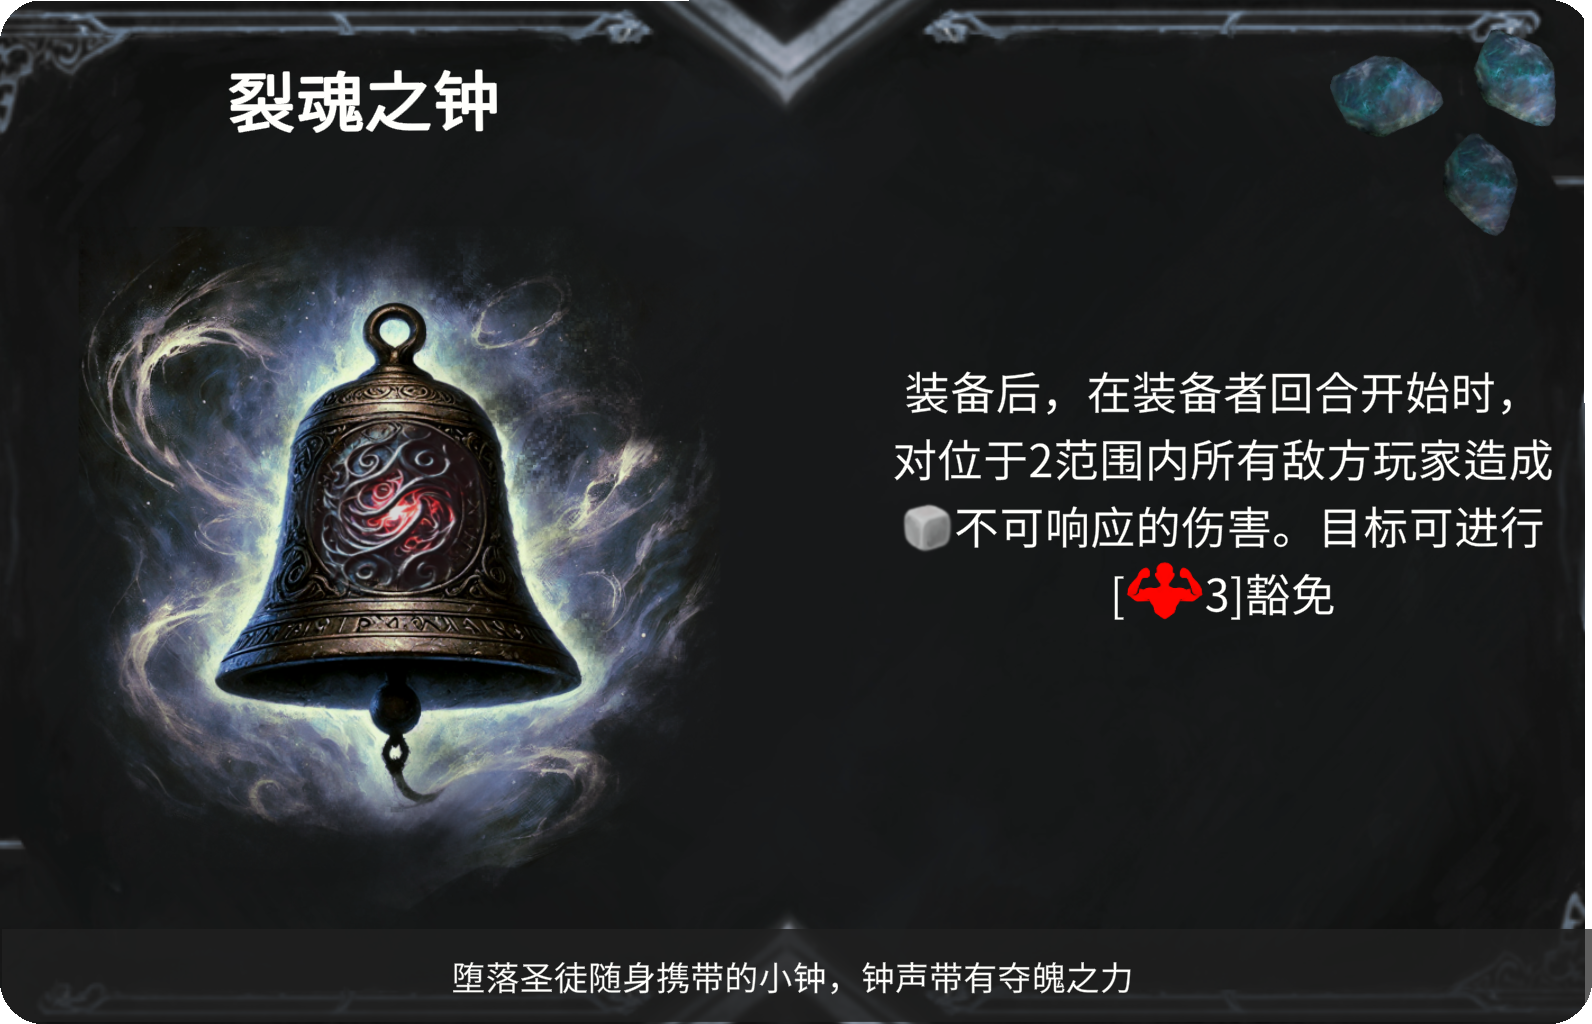 裂魂之钟
装备后，在装备者回合开始时，
对位于2范围内所有敌方玩家造成
不可响应的伤害。目标可进行
[3]豁免
堕落圣徒随身携带的小钟，钟声带有夺魄之力